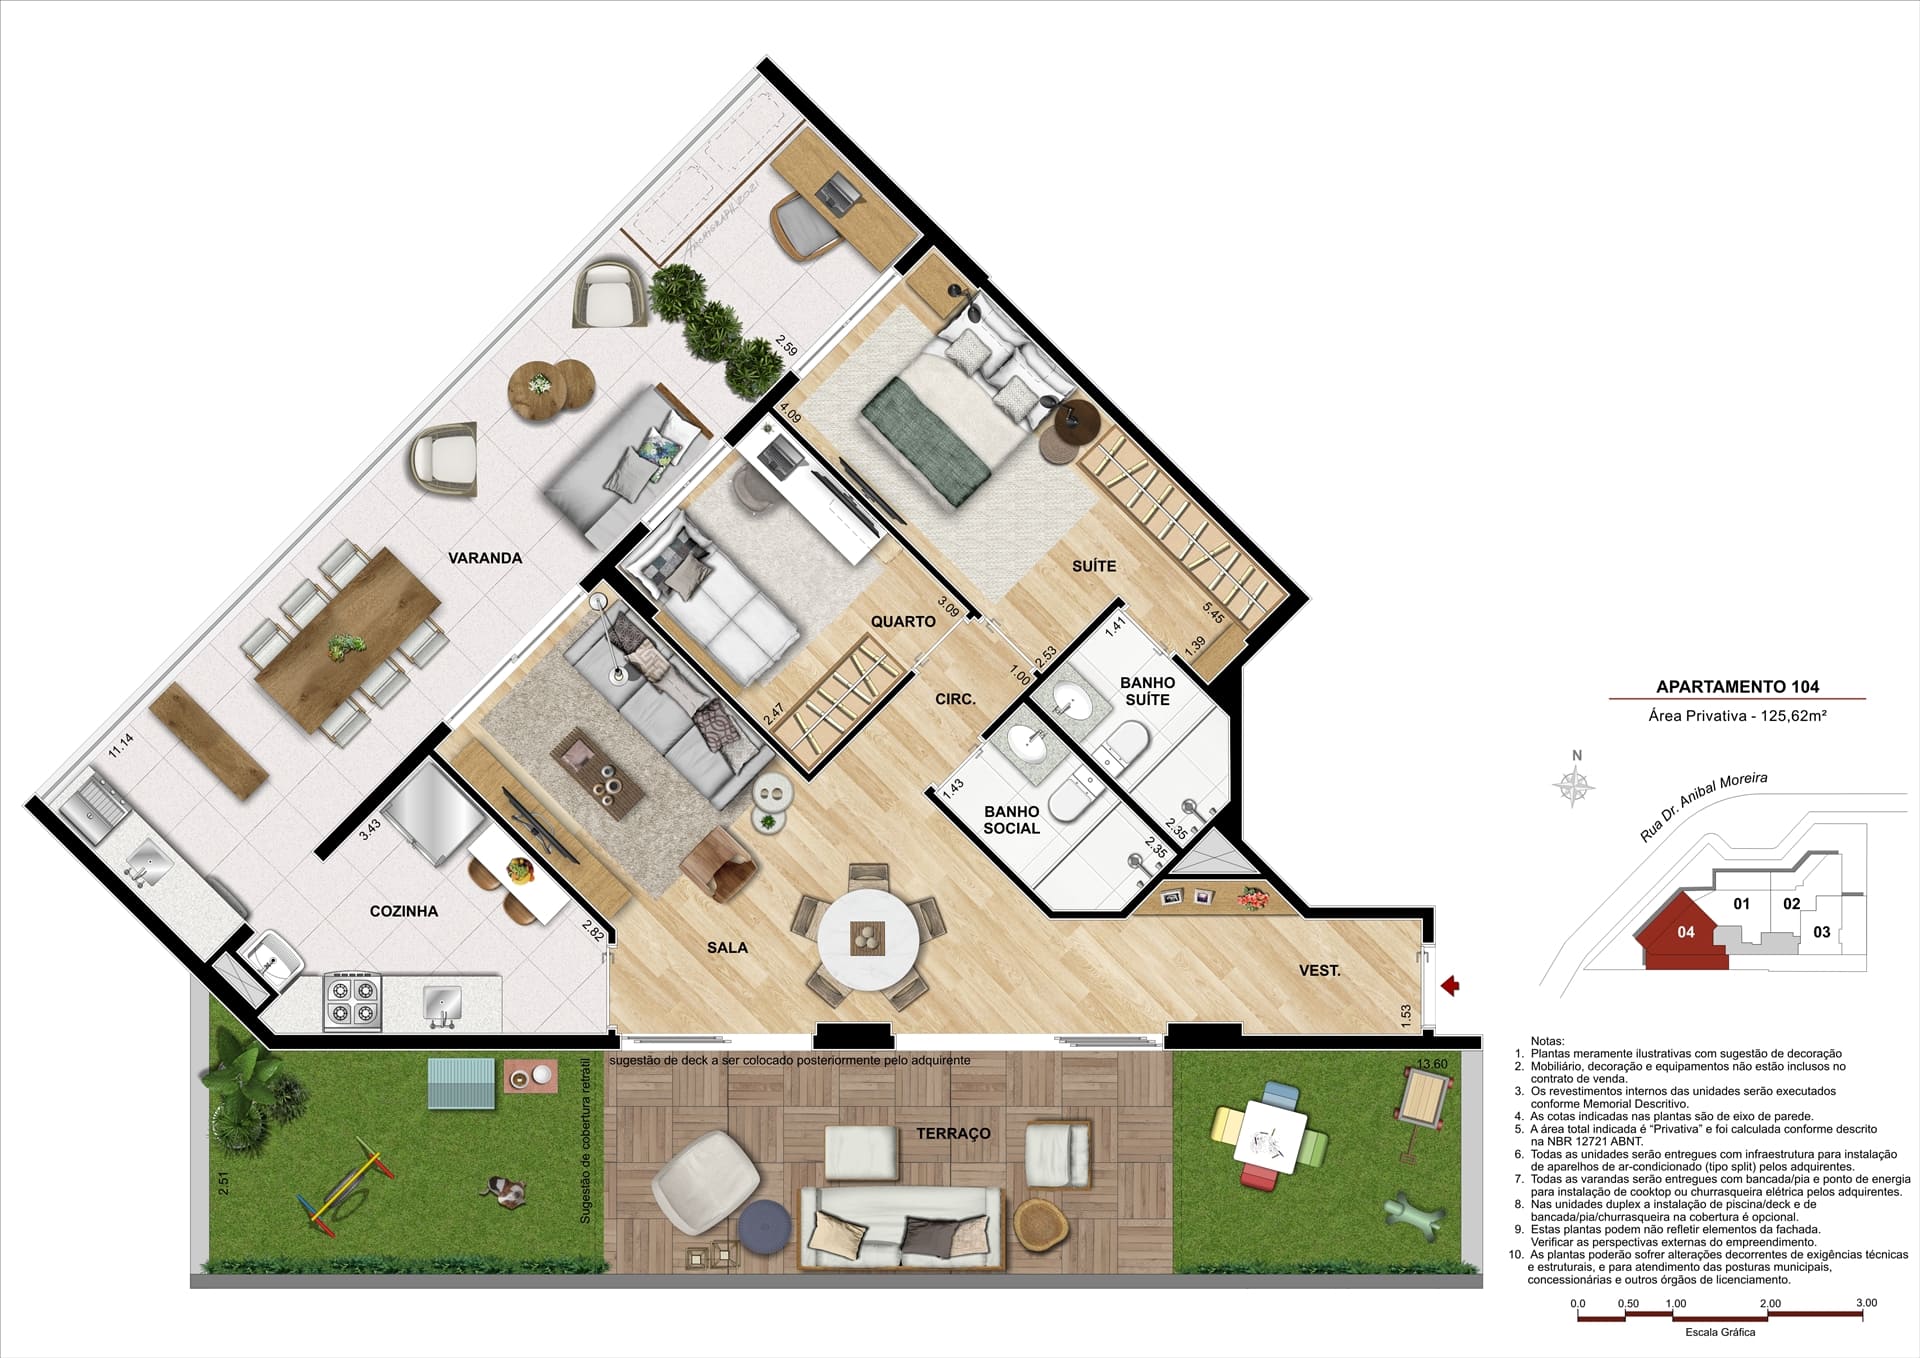 ARCHIGRAPH_2021
2.59
4.09
VARANDA
SUÍTE
3.09
QUARTO
5.45
1.41
1.39
2.53
1.00
BANHO
SUÍTE
CIRC.
2.47
11.14
1.43
BANHO
SOCIAL
2.35
2.35
3.43
COZINHA
2.82
SALA
VEST.
1.53
sugestão de deck a ser colocado posteriormente pelo adquirente
Sugestão de cobertura retrátil
13.60
TERRAÇO
2.51
APARTAMENTO 104
Área Privativa - 125,62m²
N
Rua Dr. Anibal Moreira
01
02
03
04
Notas:
1. Plantas meramente ilustrativas com sugestão de decoração
2. Mobiliário, decoração e equipamentos não estão inclusos no
contrato de venda.
3. Os revestimentos internos das unidades serão executados
conforme Memorial Descritivo.
4. As cotas indicadas nas plantas são de eixo de parede.
5. A área total indicada é “Privativa” e foi calculada conforme descrito
na NBR 12721 ABNT.
6. Todas as unidades serão entregues com infraestrutura para instalação
de aparelhos de ar-condicionado (tipo split) pelos adquirentes.
7. Todas as varandas serão entregues com bancada/pia e ponto de energia
para instalação de cooktop ou churrasqueira elétrica pelos adquirentes.
8. Nas unidades duplex a instalação de piscina/deck e de
bancada/pia/churrasqueira na cobertura é opcional.
9. Estas plantas podem não refletir elementos da fachada.
Verificar as perspectivas externas do empreendimento.
10. As plantas poderão sofrer alterações decorrentes de exigências técnicas
e estruturais, e para atendimento das posturas municipais,
concessionárias e outros órgãos de licenciamento.
0.0 0.50 1.00 2.00 3.00
Escala Gráfica